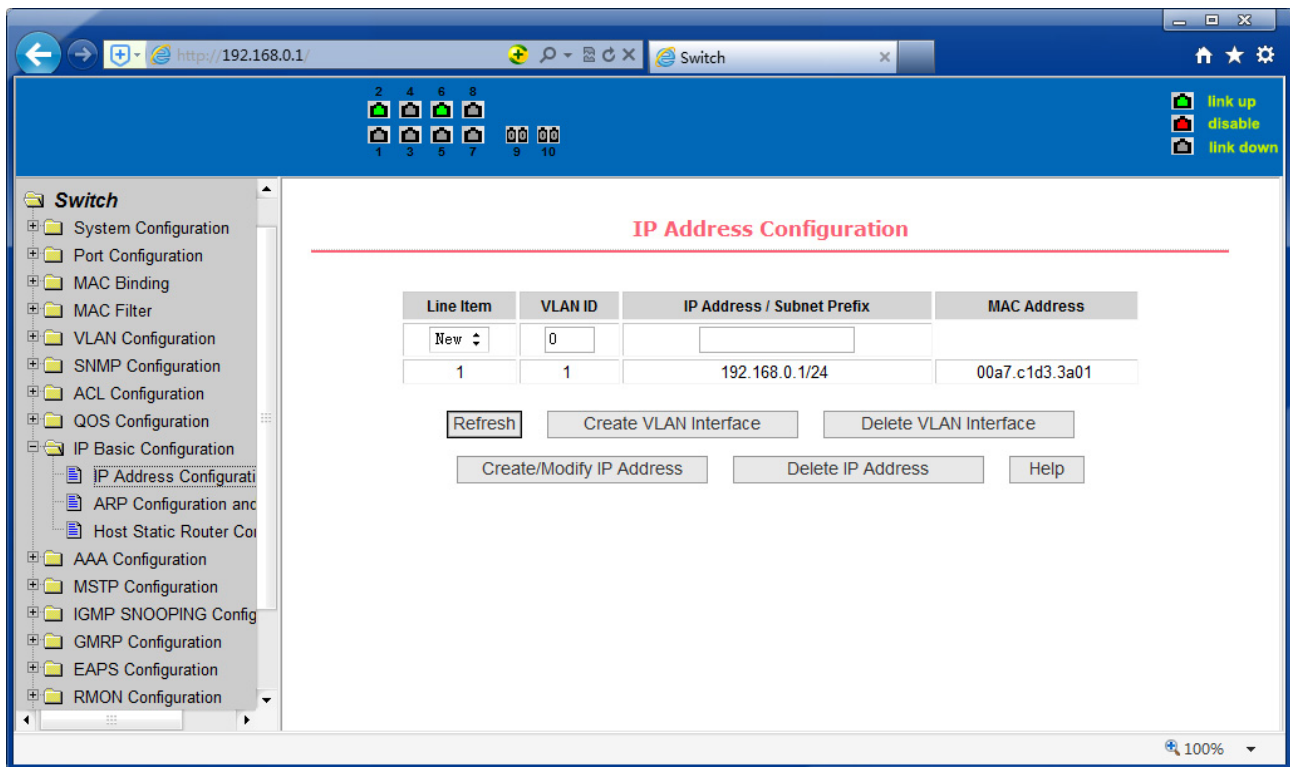 http://192.168.0.1/
Switch
2 4 6 8
1 3 5 7 9 10
link up
disable
link down
Switch
System Configuration
Port Configuration
MAC Binding
MAC Filter
VLAN Configuration
SNMP Configuration
ACL Configuration
QOS Configuration
IP Basic Configuration
IP Address Configurati
ARP Configuration and
Host Static Router Cor
AAA Configuration
MSTP Configuration
IGMP SNOOPING Config
GMRP Configuration
EAPS Configuration
RMON Configuration
IP Address Configuration
Line Item VLAN ID IP Address / Subnet Prefix MAC Address
New 0
1 1 192.168.0.1/24 00a7.c1d3.3a01
Refresh Create VLAN Interface Delete VLAN Interface
Create/Modify IP Address Delete IP Address Help
100%